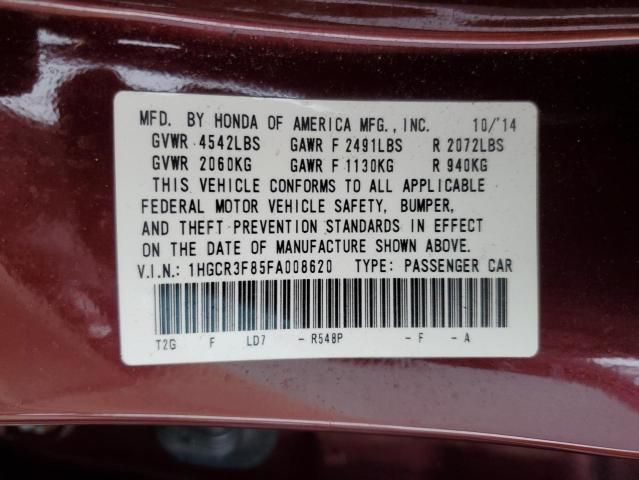 MFD. BY HONDA OF AMERICA MFG., INC. 10/'14
GVWR 4542LBS GAWR F 2491LBS R 2072LBS
GVWR 2060KG GAWR F 1130KG R 940KG
THIS VEHICLE CONFORMS TO ALL APPLICABLE
FEDERAL MOTOR VEHICLE SAFETY, BUMPER,
AND THEFT PREVENTION STANDARDS IN EFFECT
ON THE DATE OF MANUFACTURE SHOWN ABOVE.
V.I.N.: 1HGCR3F85FA008620 TYPE: PASSENGER CAR
T2G F LD7 - R548P - F - A